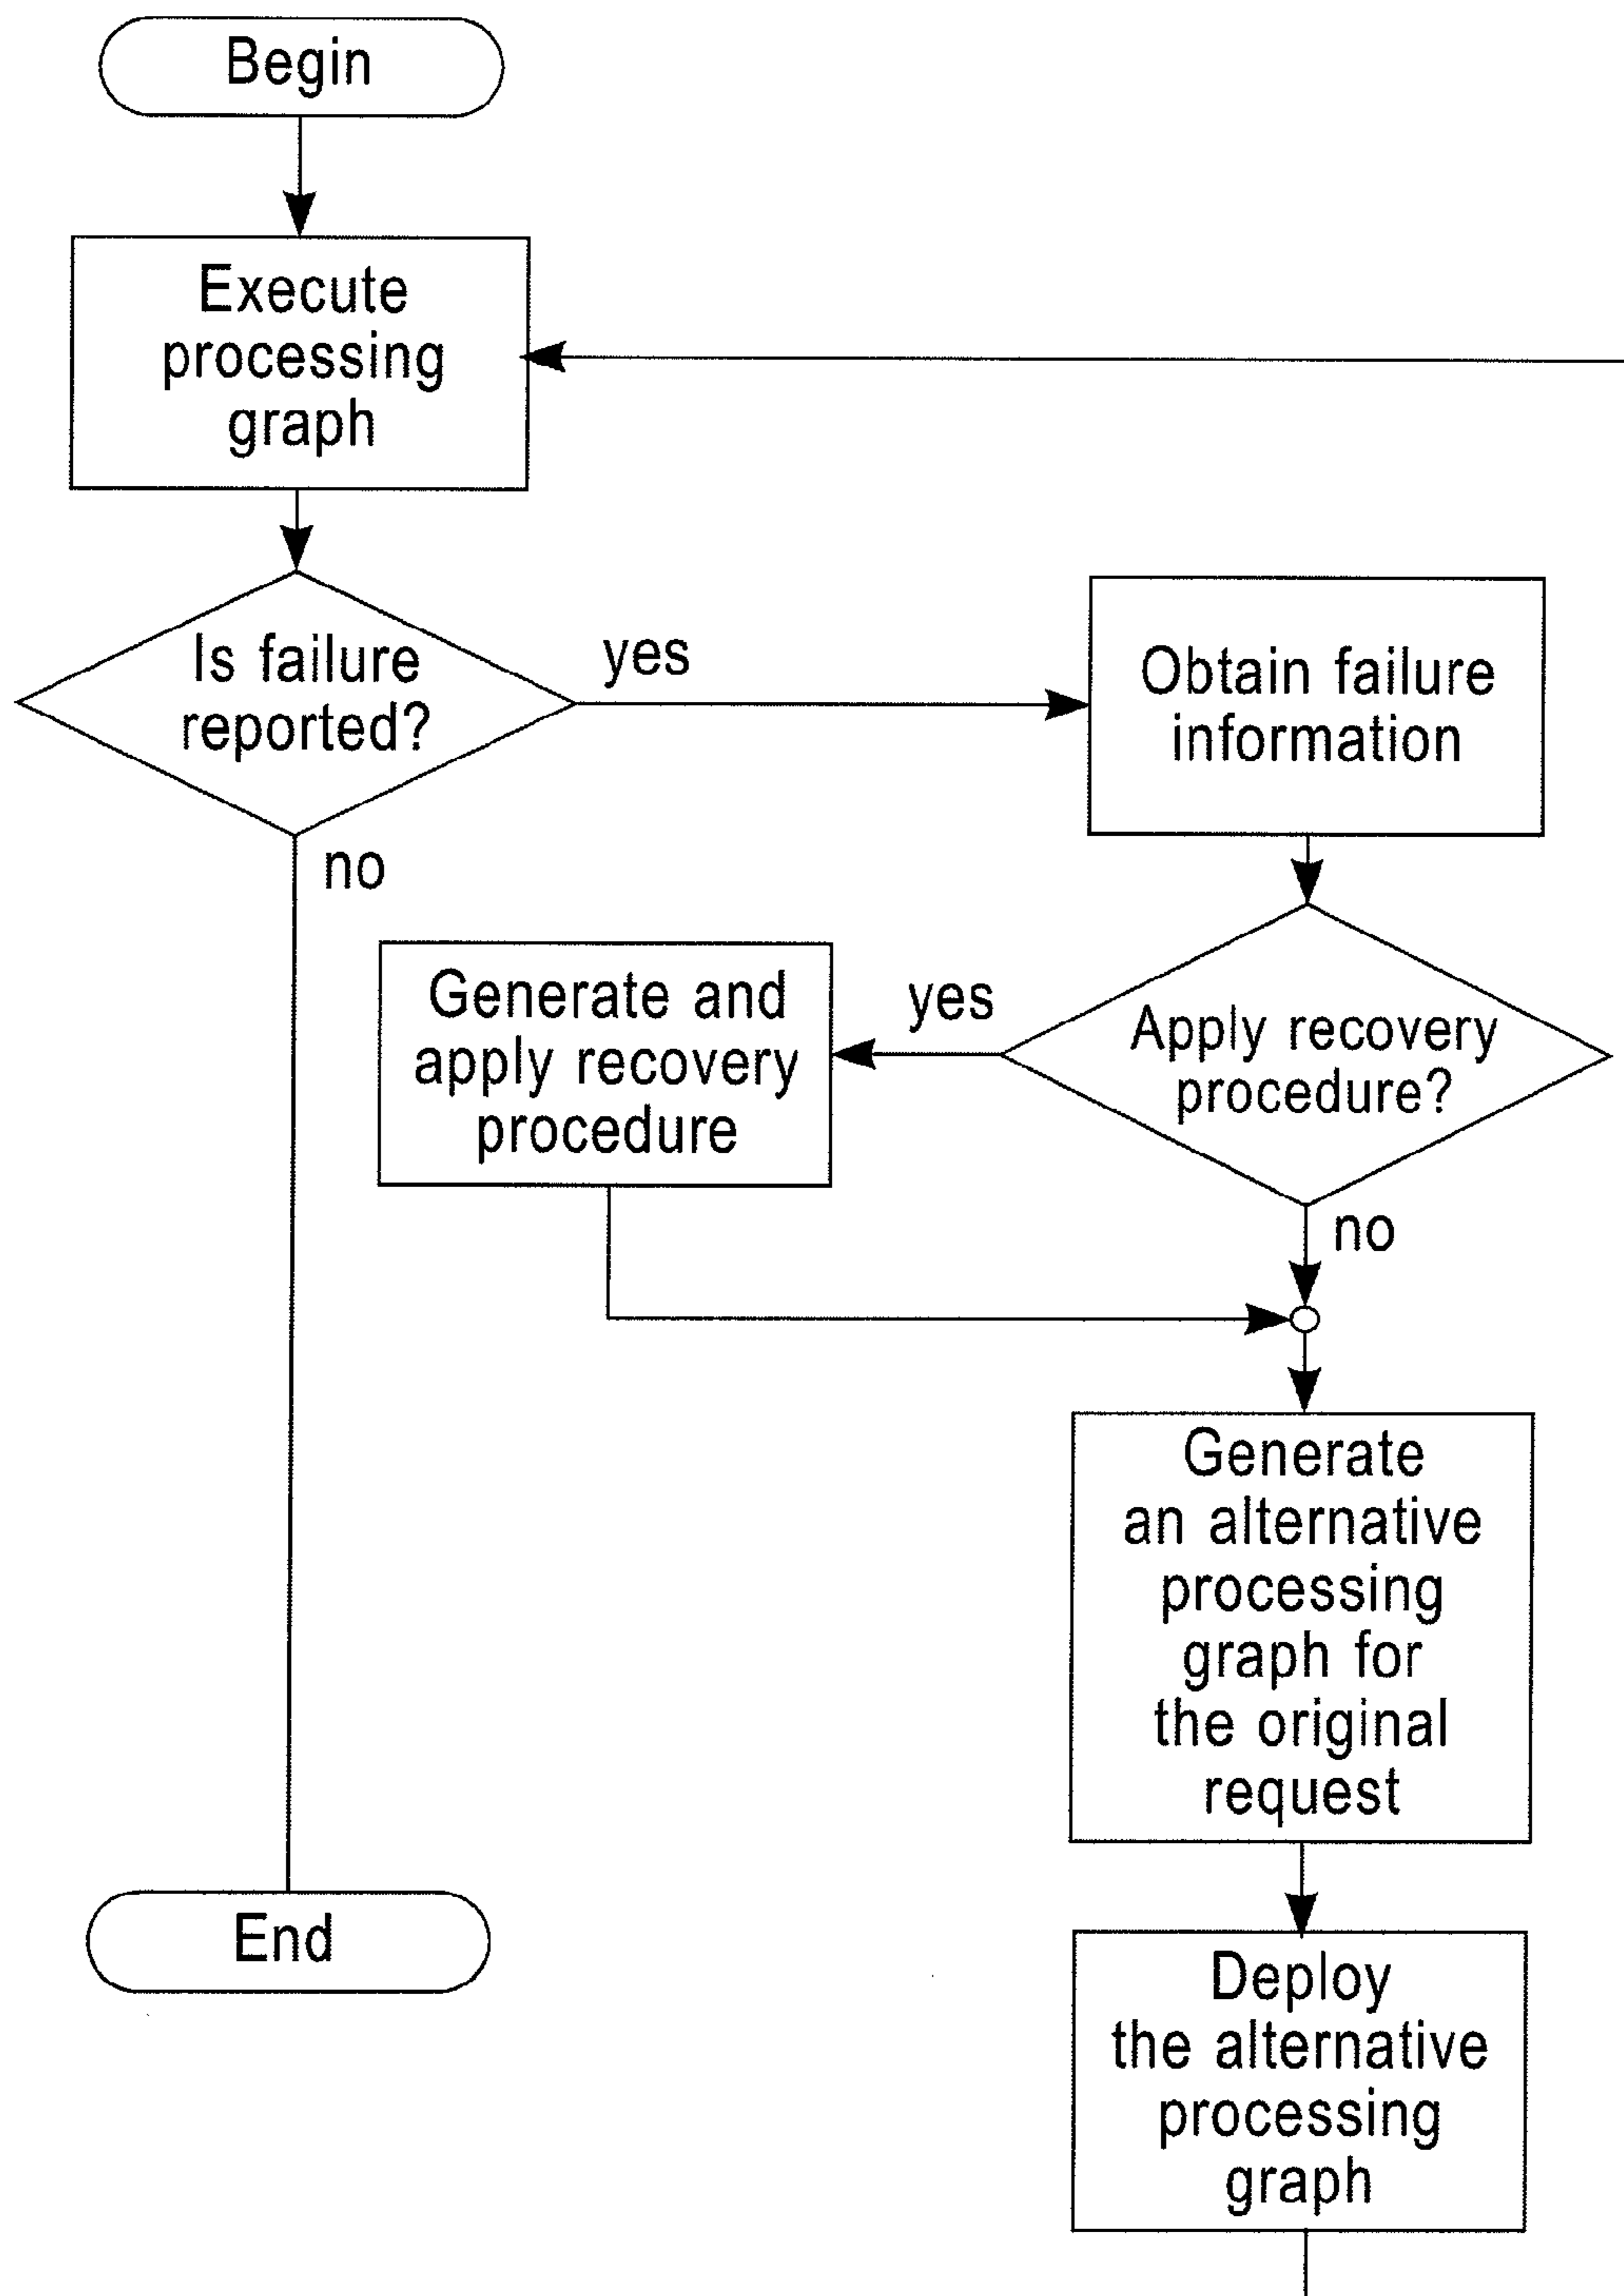 Begin
Execute
processing
graph
Is failure
reported?
yes
no
Obtain failure
information
Apply recovery
procedure?
yes
no
Generate and
apply recovery
procedure
Generate
an alternative
processing
graph for
the original
request
Deploy
the alternative
processing
graph
End